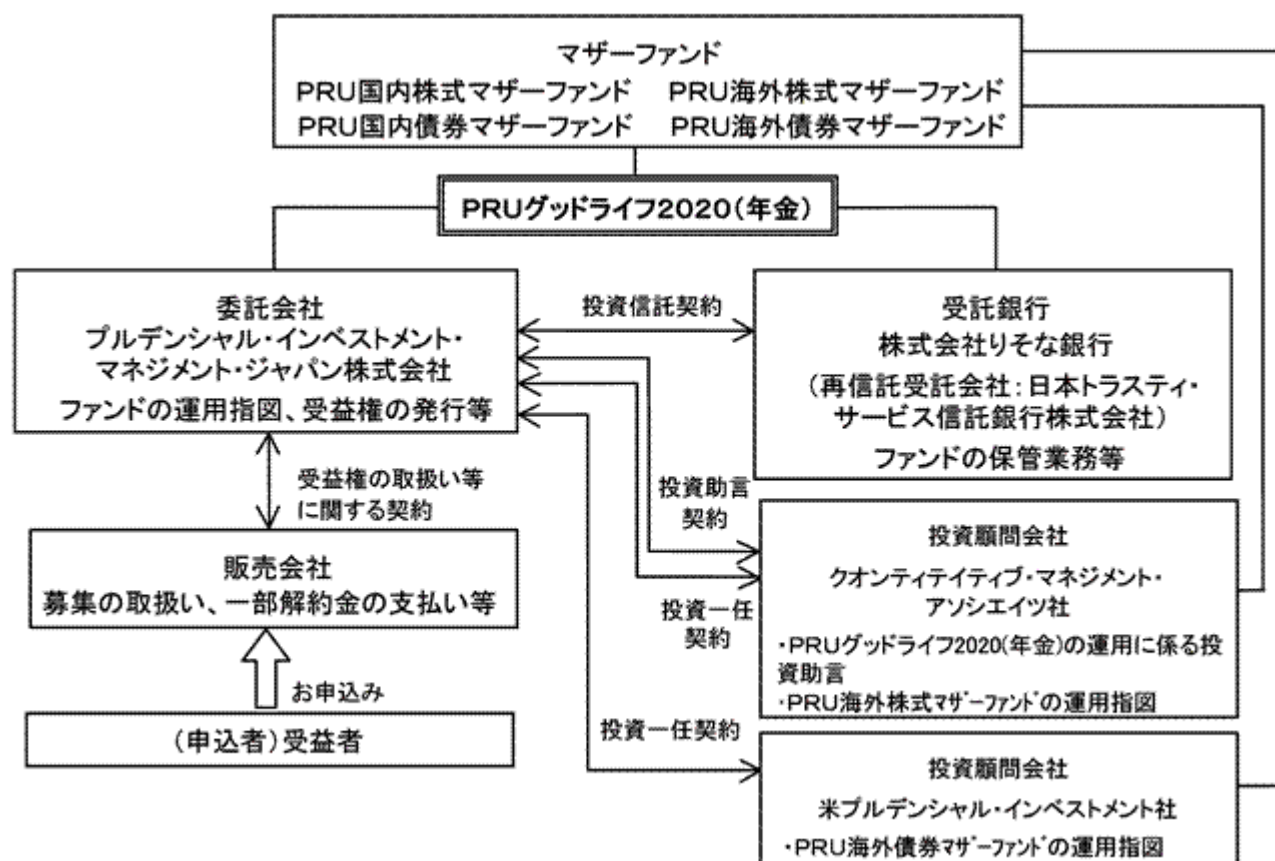 マザーファンド
PRU国内株式マザーファンド　PRU海外株式マザーファンド
PRU国内債券マザーファンド　PRU海外債券マザーファンド
PRUグッドライフ2020(年金)
委託会社
プルデンシャル・インベストメント・
マネジメント・ジャパン株式会社
ファンドの運用指図、受益権の発行等
投資信託契約
受託銀行
株式会社りそな銀行
(再信託受託会社：日本トラスティ・
サービス信託銀行株式会社)
ファンドの保管業務等
受益権の取扱い等
に関する契約
投資助言
契約
販売会社
募集の取扱い、一部解約金の支払い等
投資一任
契約
投資顧問会社
クオンティテイティブ・マネジメント・
アソシエイツ社
・PRUグッドライフ2020(年金)の運用に係る投
資助言
・PRU海外株式ﾏｻﾞｰﾌｧﾝﾄﾞの運用指図
お申込み
(申込者)受益者
投資一任契約
投資顧問会社
米プルデンシャル・インベストメント社
・PRU海外債券ﾏｻﾞｰﾌｧﾝﾄﾞの運用指図